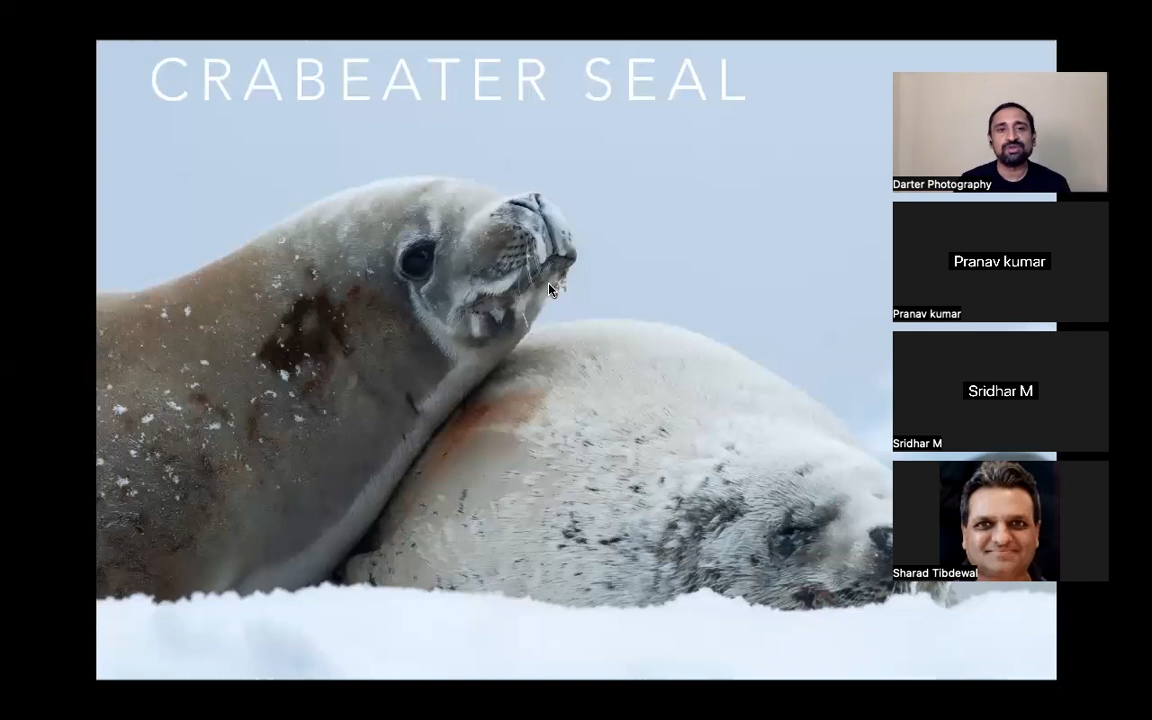 CRABEATER SEAL
Darter Photography
Pranav kumar
Pranav kumar
Sridhar M
Sridhar M
Sharad Tibdewal